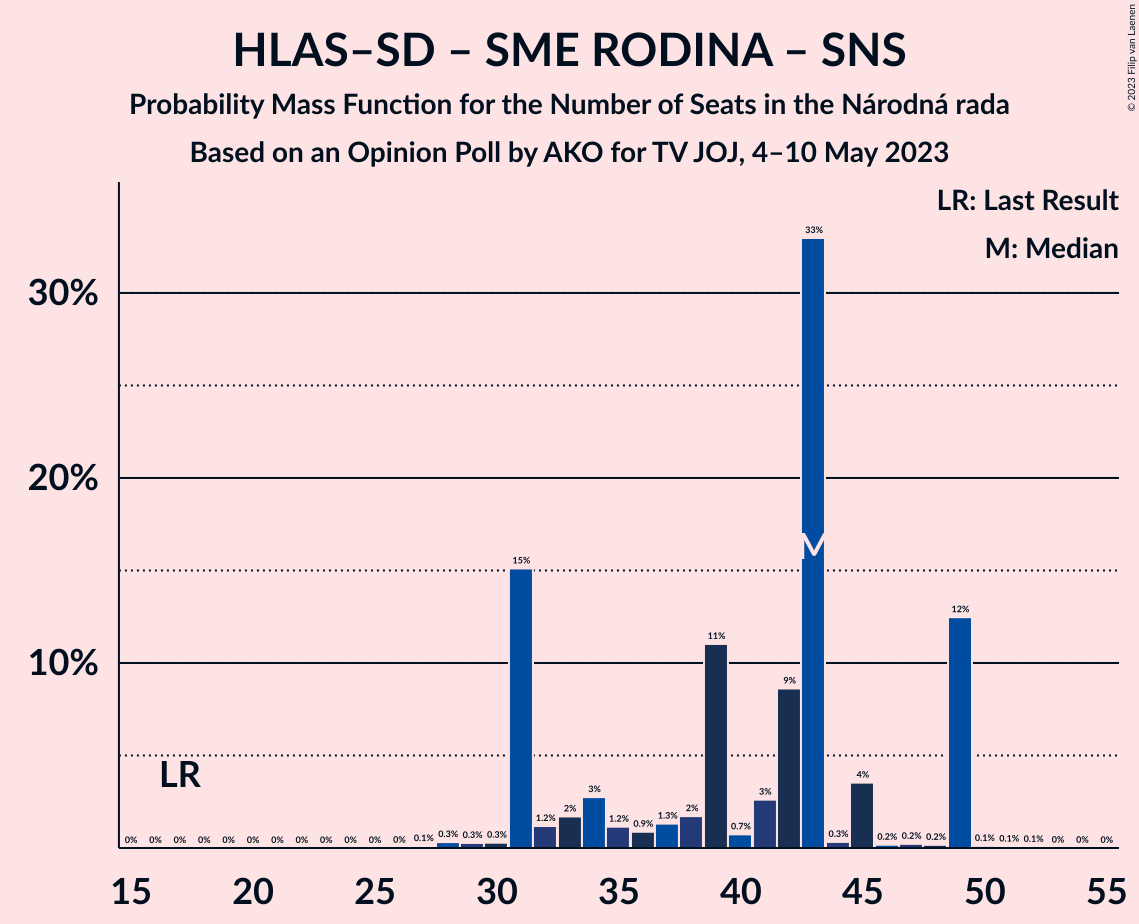 HLAS–SD – SME RODINA – SNS
Probability Mass Function for the Number of Seats in the Národná rada
Based on an Opinion Poll by AKO for TV JOJ, 4–10 May 2023
© 2023 Filip van Laenen
LR: Last Result
M: Median
30%
20%
10%
33%
15%
12%
11%
9%
M
LR
0% 0% 0% 0% 0% 0% 0% 0% 0% 0% 0% 0% 0.1% 0.3% 0.3% 0.3% 1.2% 2% 3% 1.2% 0.9% 1.3% 2% 0.7% 3% 0.3% 4% 0.2% 0.2% 0.2% 0.1% 0.1% 0.1% 0% 0% 0%
15 20 25 30 35 40 45 50 55